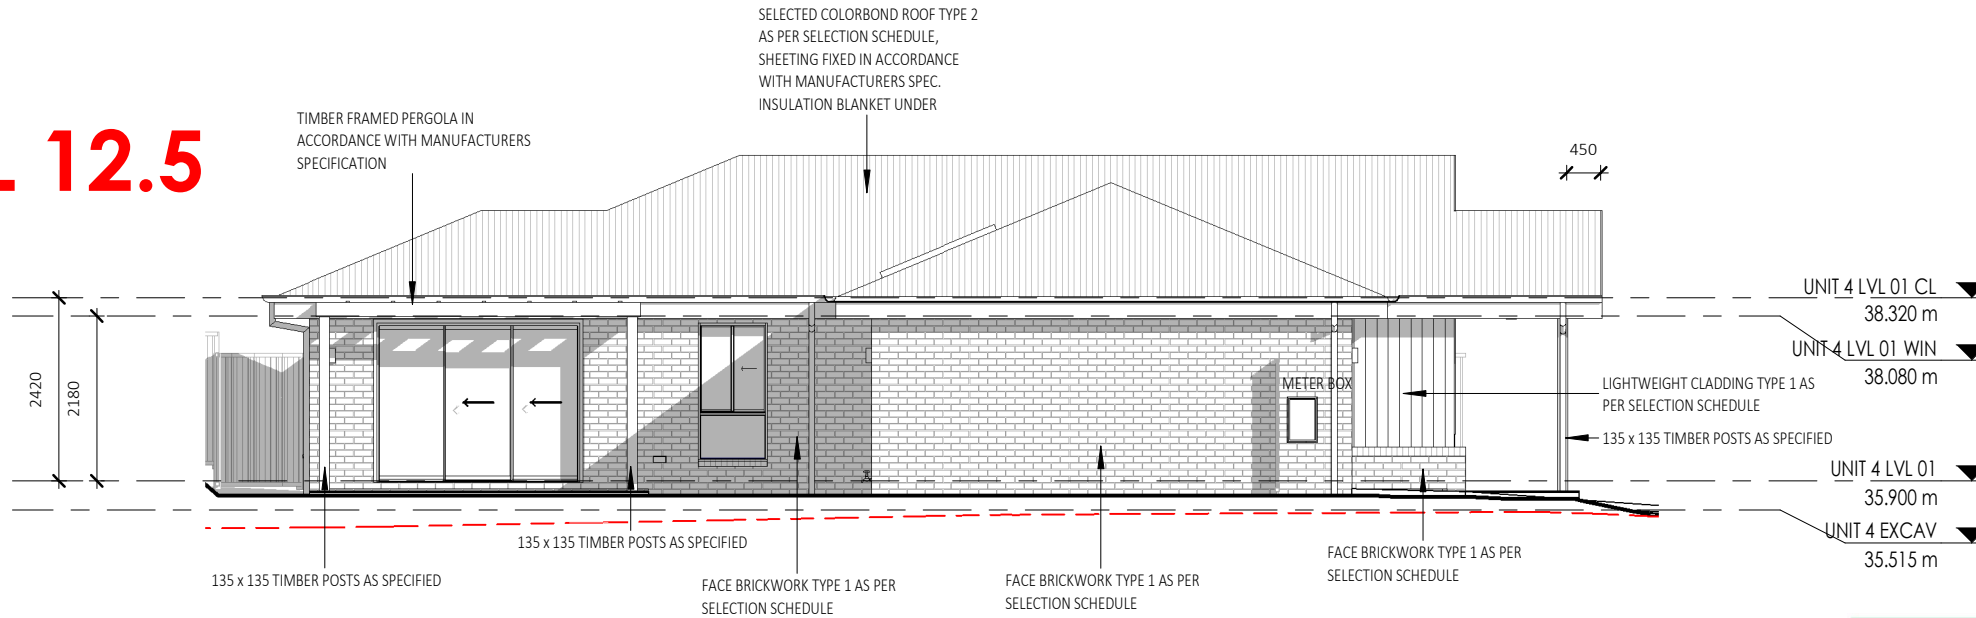 SELECTED COLORBOND ROOF TYPE 2
AS PER SELECTION SCHEDULE,
SHEETING FIXED IN ACCORDANCE
WITH MANUFACTURERS SPEC.
INSULATION BLANKET UNDER
TIMBER FRAMED PERGOLA IN
ACCORDANCE WITH MANUFACTURERS
SPECIFICATION
12.5
450
UNIT 4 LVL 01 CL
38.320 m
UNIT 4 LVL 01 WIN
38.080 m
2420
2180
METER BOX
LIGHTWEIGHT CLADDING TYPE 1 AS
PER SELECTION SCHEDULE
135 x 135 TIMBER POSTS AS SPECIFIED
UNIT 4 LVL 01
35.900 m
UNIT 4 EXCAV
35.515 m
135 x 135 TIMBER POSTS AS SPECIFIED
135 x 135 TIMBER POSTS AS SPECIFIED
FACE BRICKWORK TYPE 1 AS PER
SELECTION SCHEDULE
FACE BRICKWORK TYPE 1 AS PER
SELECTION SCHEDULE
FACE BRICKWORK TYPE 1 AS PER
SELECTION SCHEDULE